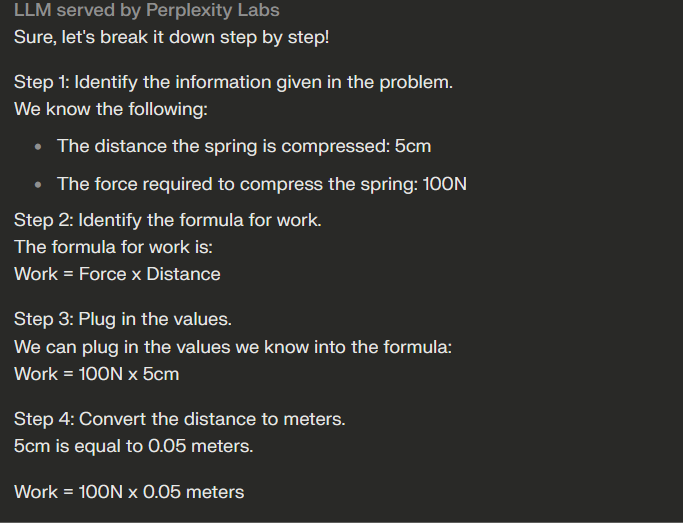 LLM served by Perplexity Labs
Sure, let's break it down step by step!
Step 1: Identify the information given in the problem.
We know the following:
• The distance the spring is compressed: 5cm
• The force required to compress the spring: 100N
Step 2: Identify the formula for work.
The formula for work is:
Work = Force x Distance
Step 3: Plug in the values.
We can plug in the values we know into the formula:
Work = 100N x 5cm
Step 4: Convert the distance to meters.
5cm is equal to 0.05 meters.
Work = 100N x 0.05 meters